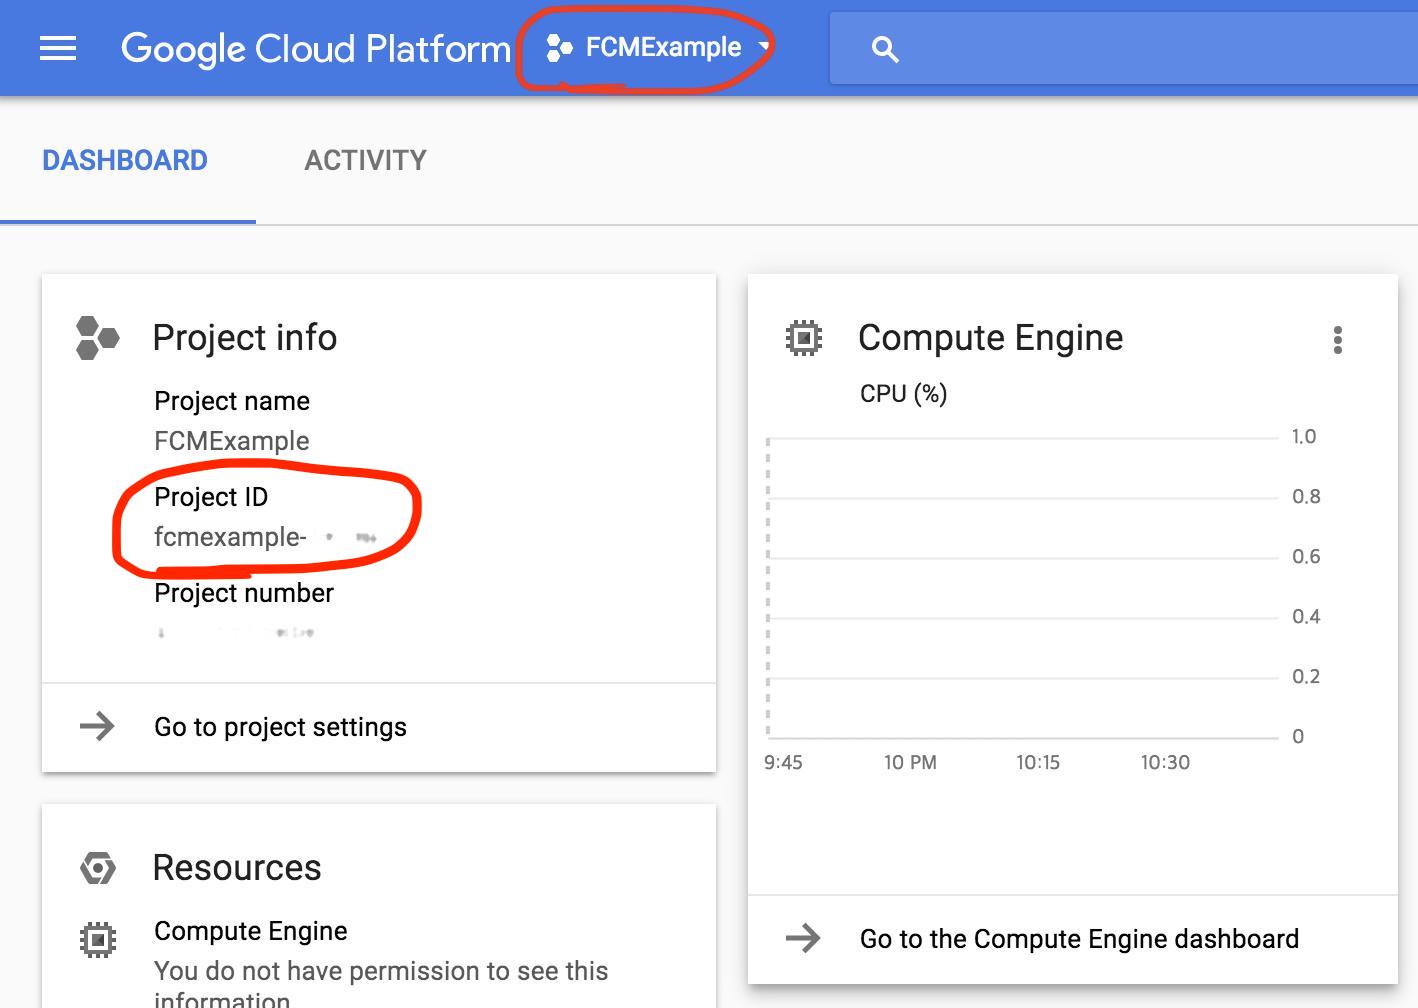 Google Cloud Platform
FCMExample
DASHBOARD
ACTIVITY
Project info
Project name
FCMExample
Project ID
fcmexample-
Project number
Go to project settings
Resources
Compute Engine
You do not have permission to see this
information
Compute Engine
CPU (%)
1.0
0.8
0.6
0.4
0.2
0
9:45
10 PM
10:15
10:30
Go to the Compute Engine dashboard